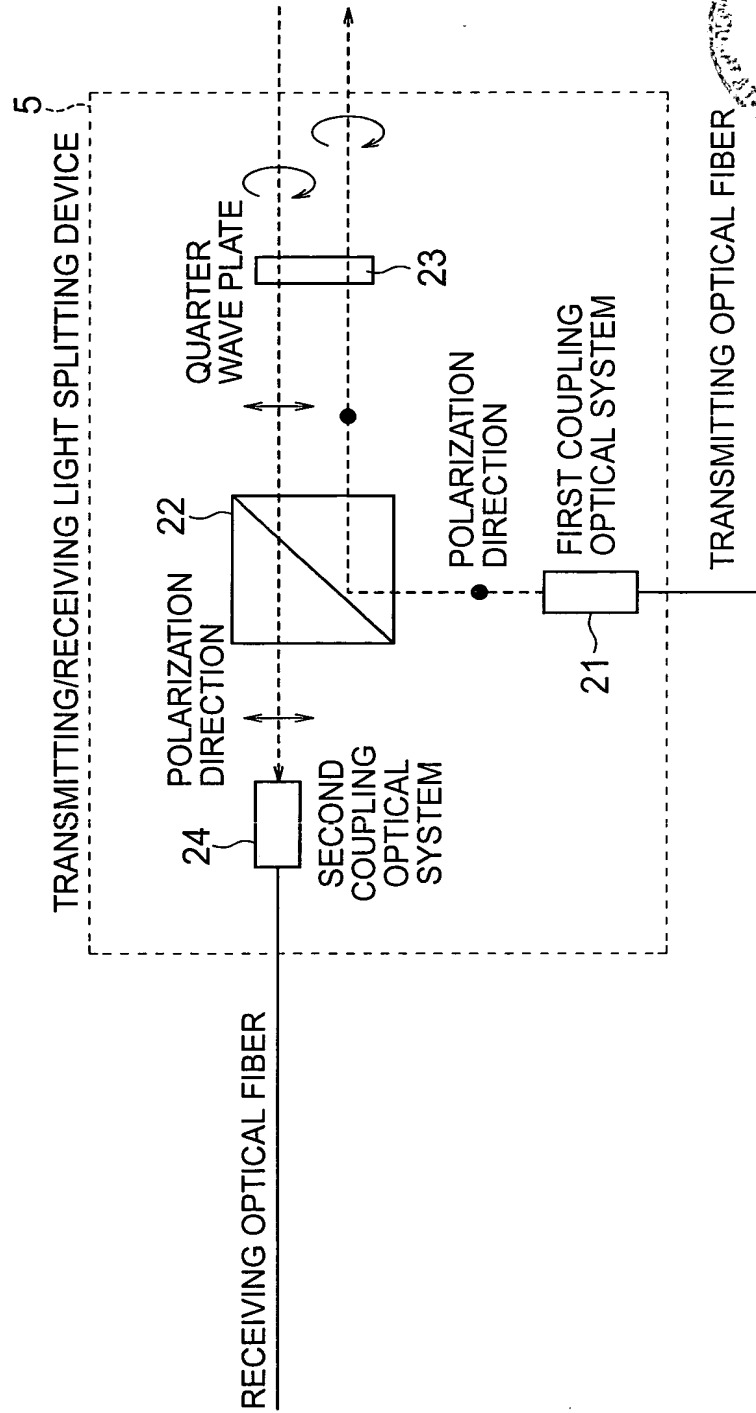 5
TRANSMITTING/RECEIVING LIGHT SPLITTING DEVICE
QUARTER
WAVE PLATE
23
22
POLARIZATION
DIRECTION
POLARIZATION
DIRECTION
24
SECOND
COUPLING
OPTICAL
SYSTEM
FIRST COUPLING
OPTICAL SYSTEM
21
RECEIVING OPTICAL FIBER
TRANSMITTING OPTICAL FIBER